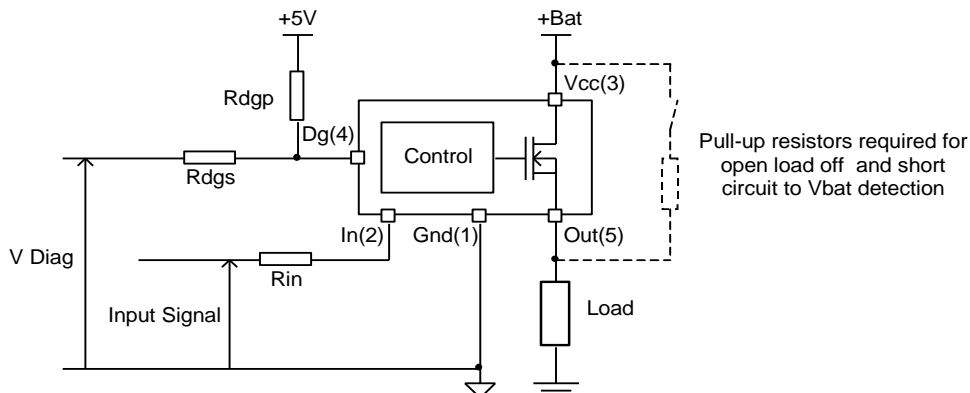 +5V
+Bat
Vcc(3)
Rdgp
Dg(4)
Control
Pull-up resistors required for
open load off and short
circuit to Vbat detection
Rdgs
In(2)
Gnd(1)
Out(5)
V Diag
Rin
Input Signal
Load